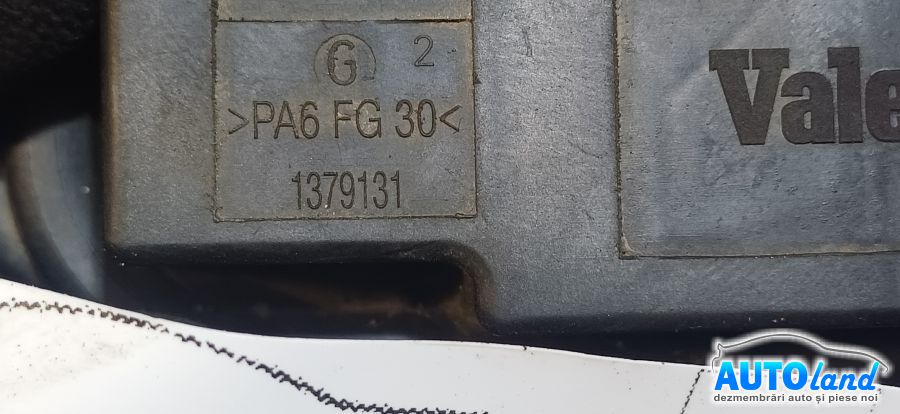 G 2
>PA6 FG 30<
1379131
Vale
AUTOland
dezmembrări auto și piese noi